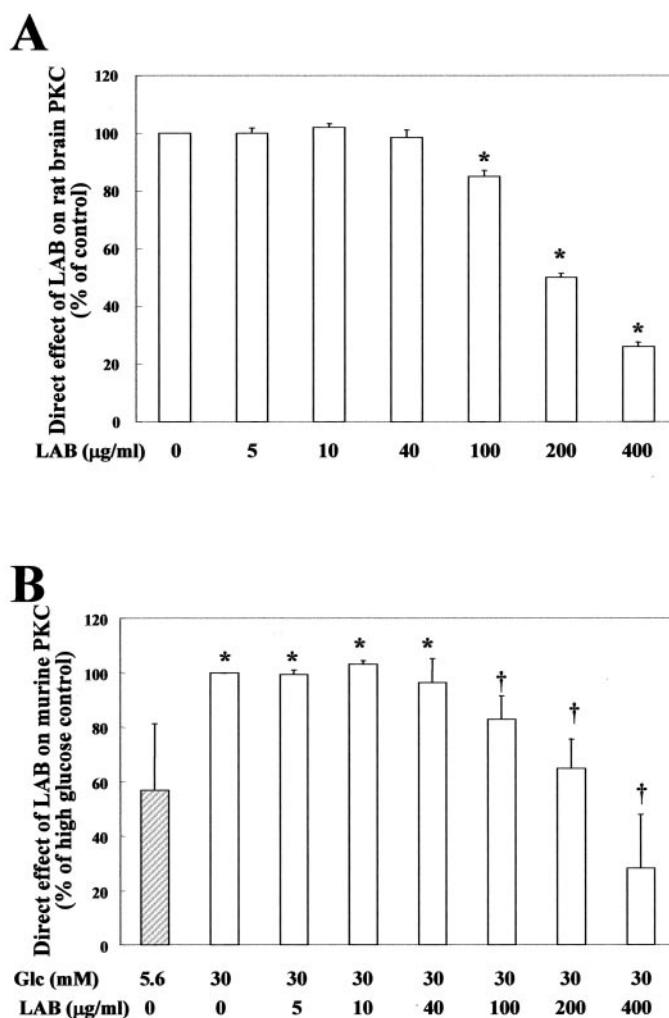 A
Direct effect of LAB on rat brain PKC
(% of control)
120
100
80
60
40
20
0
*
*
*
LAB (μg/ml) 0 5 10 40 100 200 400
B
Direct effect of LAB on murine PKC
(% of high glucose control)
120
100
80
60
40
20
0
* * * *
†
†
†
Glc (mM) 5.6 30 30 30 30 30 30 30
LAB (μg/ml) 0 0 5 10 40 100 200 400